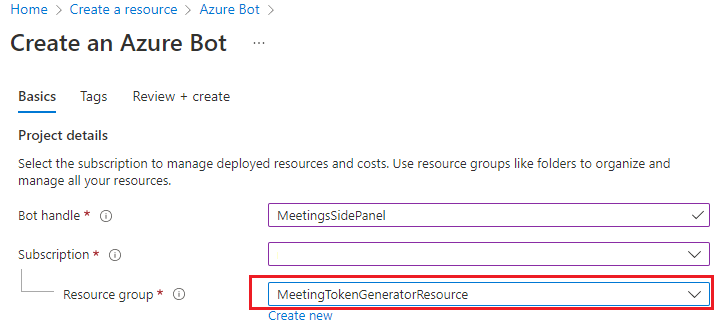 Home > Create a resource > Azure Bot >
Create an Azure Bot ...
Basics Tags Review + create
Project details
Select the subscription to manage deployed resources and costs. Use resource groups like folders to organize and
manage all your resources.
Bot handle * MeetingsSidePanel
Subscription *
Resource group * MeetingTokenGeneratorResource
Create new